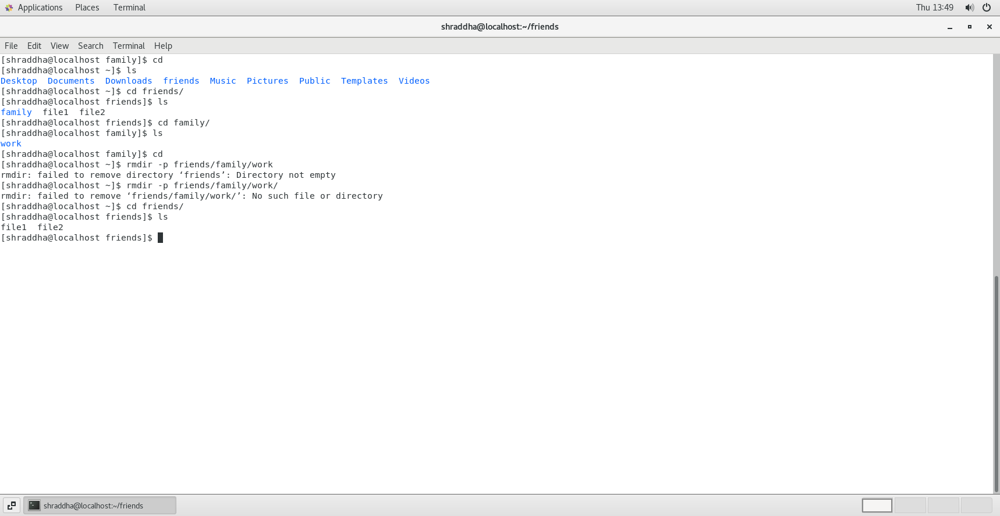 Applications Places Terminal Thu 13:49
shraddha@localhost:~/friends
File Edit View Search Terminal Help
[shraddha@localhost family]$ cd
[shraddha@localhost ~]$ ls
Desktop  Documents  Downloads  friends  Music  Pictures  Public  Templates  Videos
[shraddha@localhost ~]$ cd friends/
[shraddha@localhost friends]$ ls
family  file1  file2
[shraddha@localhost friends]$ cd family/
[shraddha@localhost family]$ ls
work
[shraddha@localhost family]$ cd
[shraddha@localhost ~]$ rmdir -p friends/family/work
rmdir: failed to remove directory ‘friends’: Directory not empty
[shraddha@localhost ~]$ rmdir -p friends/family/work/
rmdir: failed to remove ‘friends/family/work/’: No such file or directory
[shraddha@localhost ~]$ cd friends/
[shraddha@localhost friends]$ ls
file1  file2
[shraddha@localhost friends]$
shraddha@localhost:~/friends